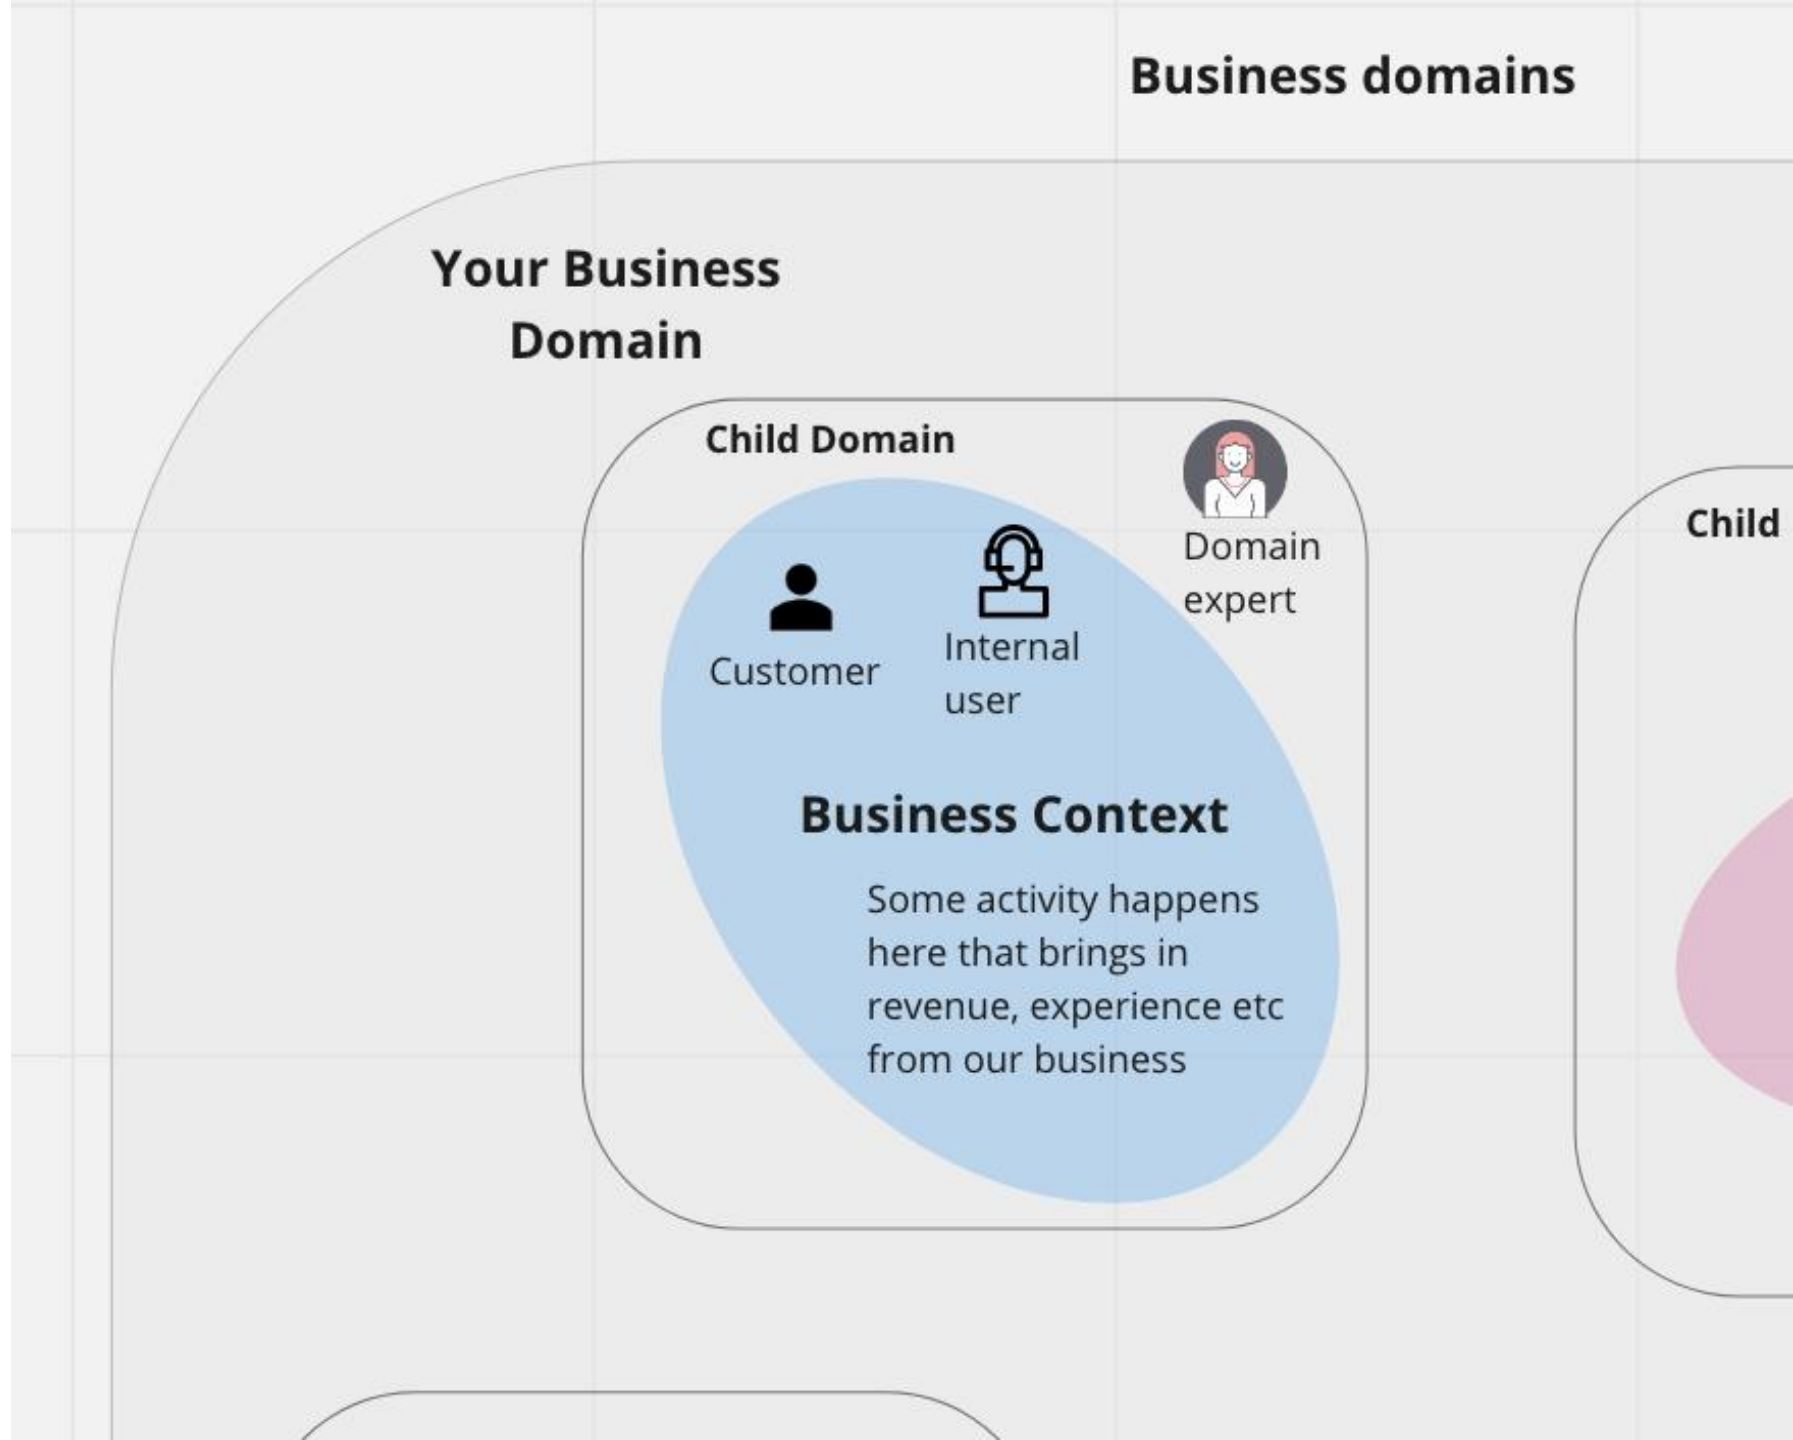 Business domains
Your Business
Domain
Child Domain
Domain
expert
Customer
Internal
user
Business Context
Some activity happens
here that brings in
revenue, experience etc
from our business
Child